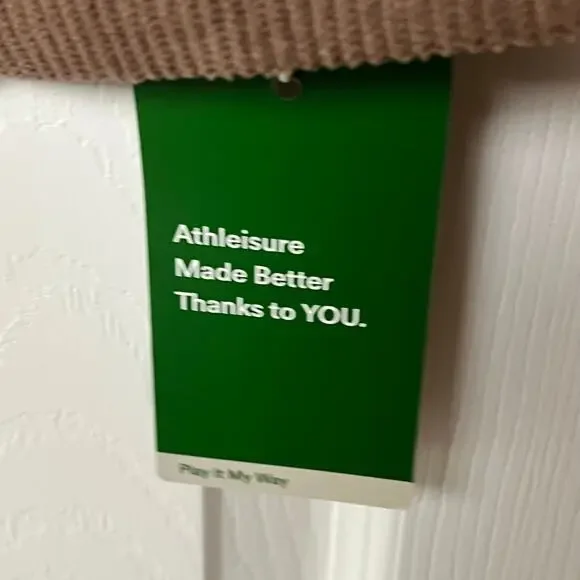 Athleisure
Made Better
Thanks to YOU.
Play It My Way